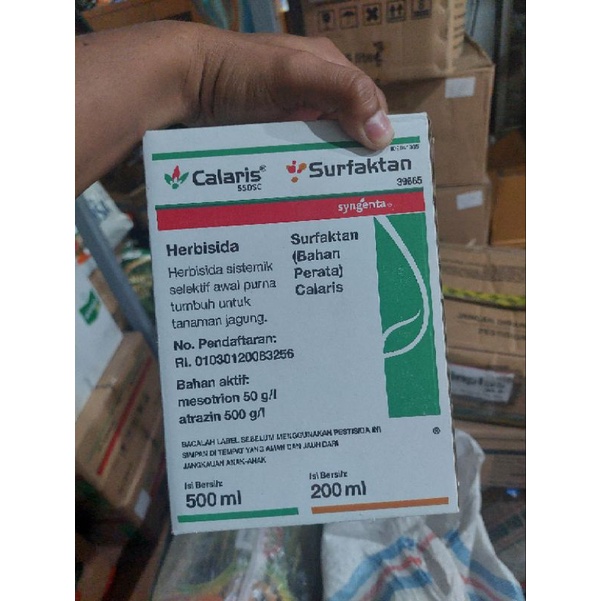 Calaris®
550SC
Surfaktan
39665
syngenta®
Herbisida
Herbisida sistemik
selektif awal purna
tumbuh untuk
tanaman jagung.
No. Pendaftaran:
RI. 01030120083256
Bahan aktif:
mesotrion 50 g/l
atrazin 500 g/l
Surfaktan
(Bahan
Perata)
Calaris
BACALAH LABEL SEBELUM MENGGUNAKAN PESTISIDA INI
SIMPAN DI TEMPAT YANG AMAN DAN JAUH DARI
JANGKAUAN ANAK-ANAK
®
Isi Bersih:
500 ml
Isi Bersih:
200 ml